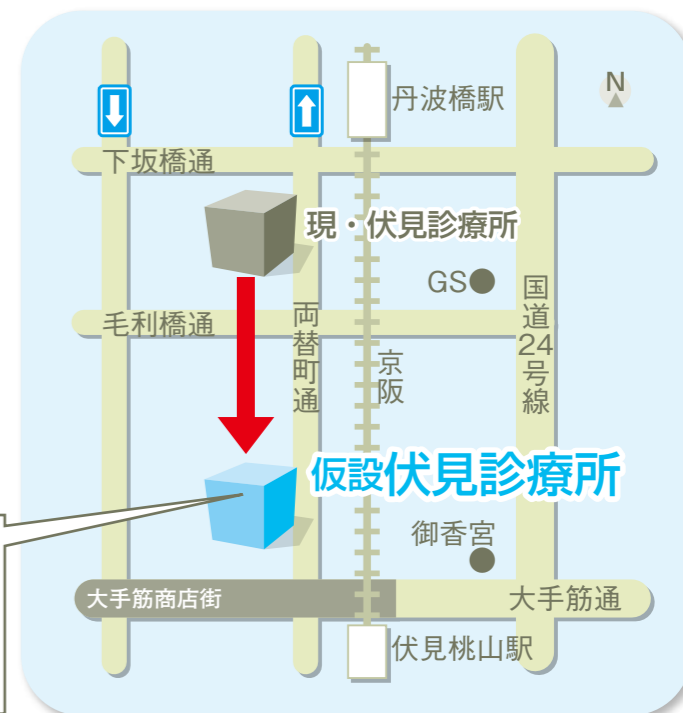 丹波橋駅
N
下坂橋通
現・伏見診療所
GS
国道24号線
毛利橋通
両替町通
京阪
仮設伏見診療所
御香宮
大手筋商店街
大手筋通
伏見桃山駅